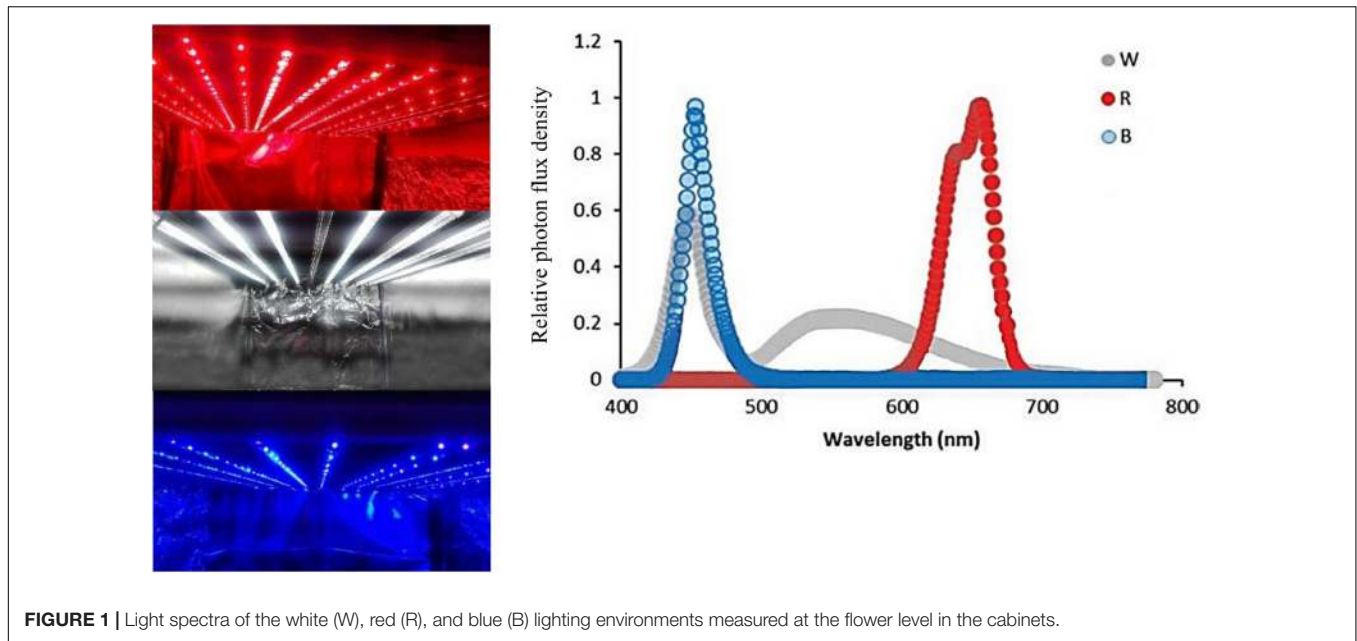 1.2
1
0.8
0.6
0.4
0.2
0
Relative photon flux density
W
R
B
400 500 600 700 800
Wavelength (nm)
FIGURE 1 | Light spectra of the white (W), red (R), and blue (B) lighting environments measured at the flower level in the cabinets.